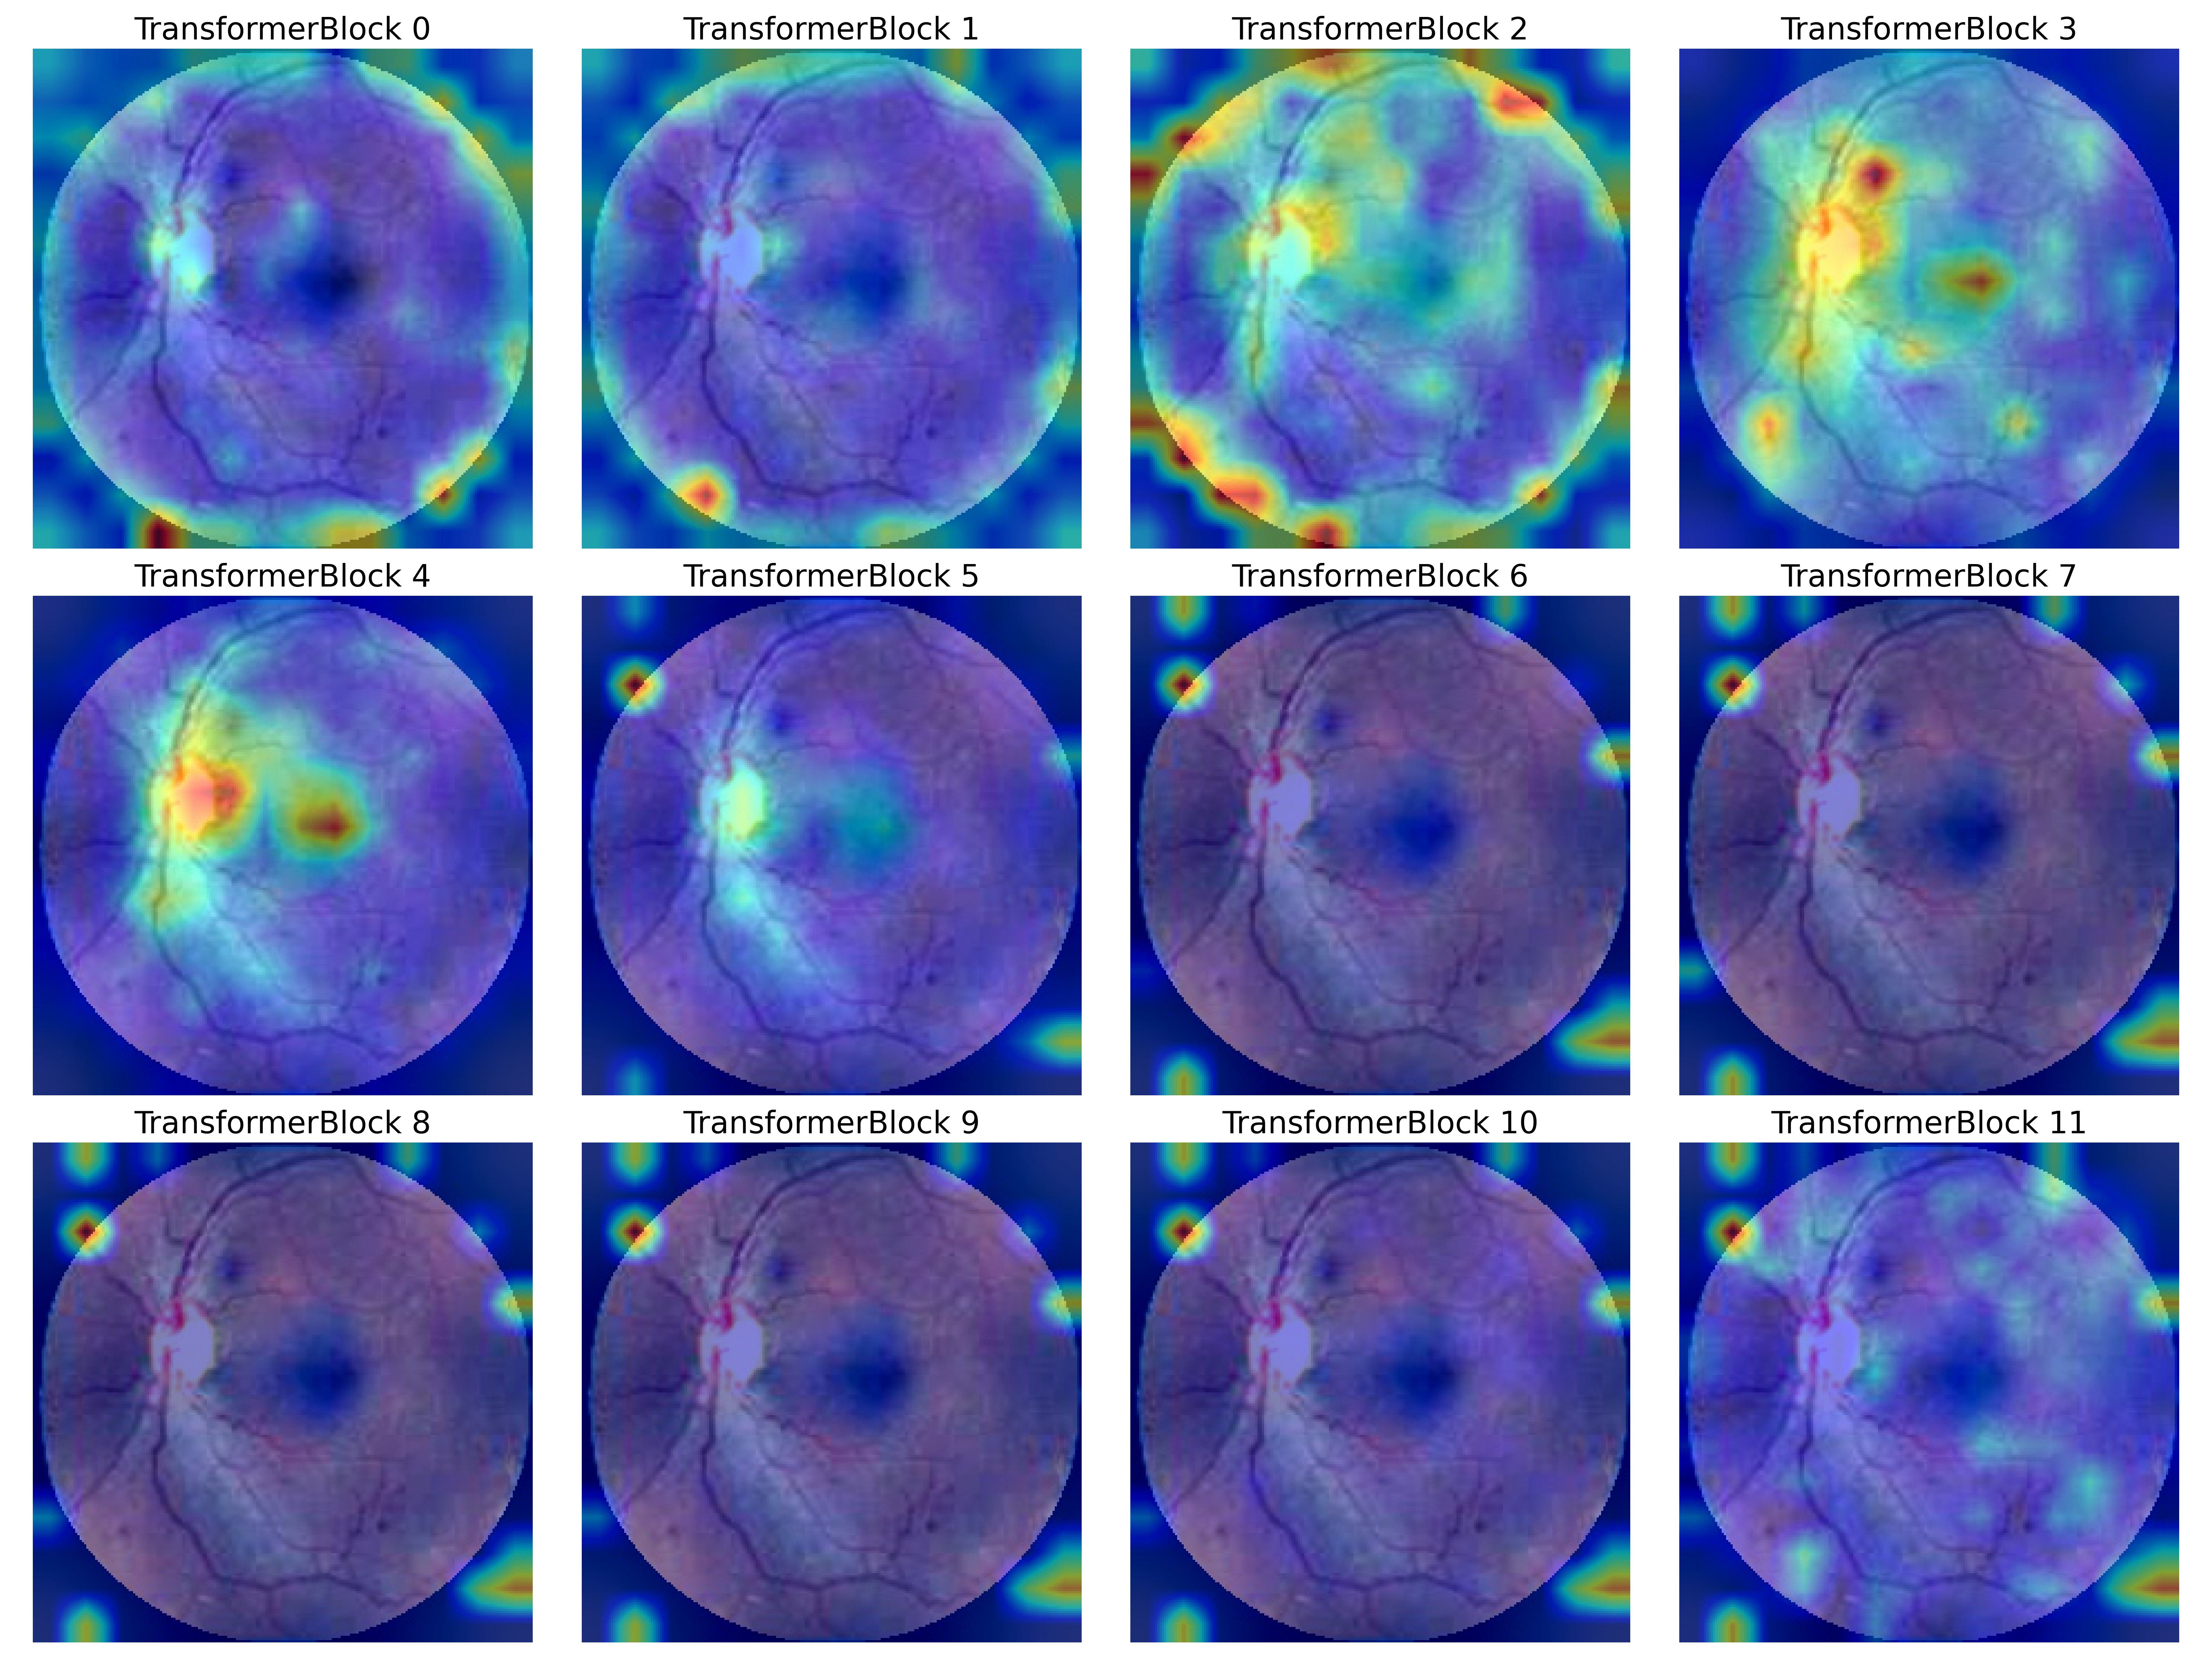 TransformerBlock 0
TransformerBlock 1
TransformerBlock 2
TransformerBlock 3
TransformerBlock 4
TransformerBlock 5
TransformerBlock 6
TransformerBlock 7
TransformerBlock 8
TransformerBlock 9
TransformerBlock 10
TransformerBlock 11